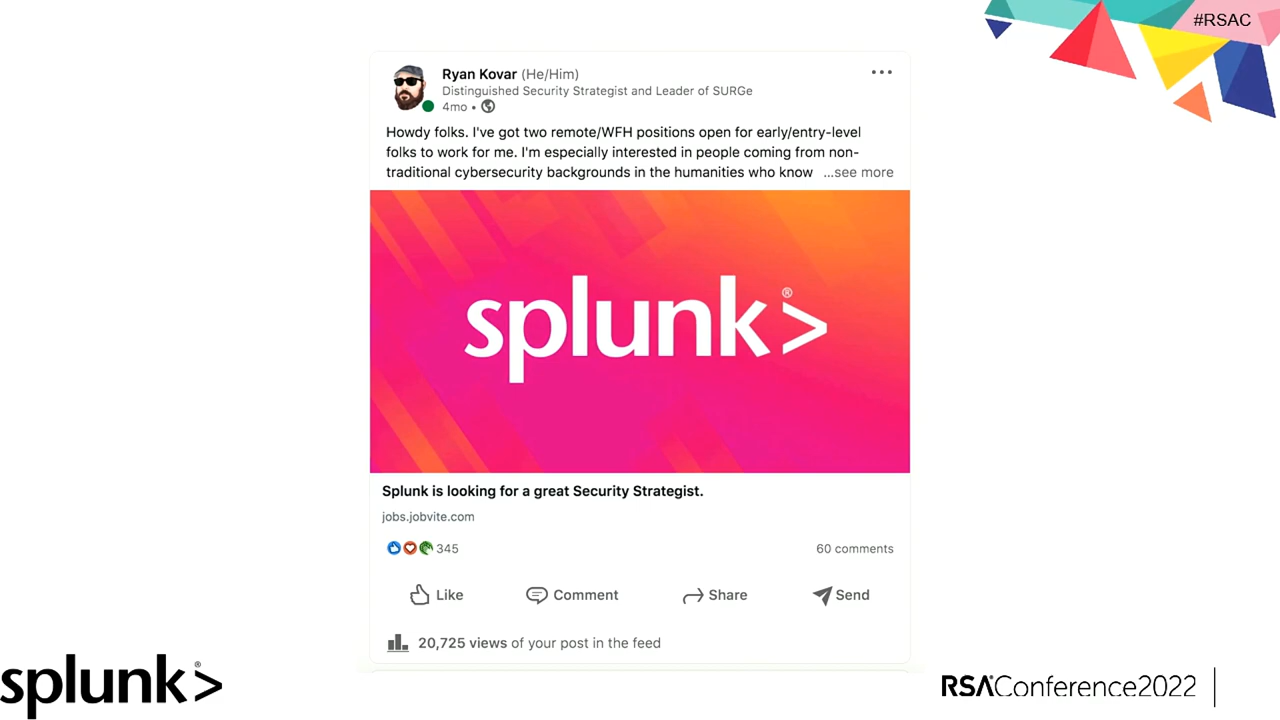 #RSAC
Ryan Kovar (He/Him)
Distinguished Security Strategist and Leader of SURGe
4mo •
Howdy folks. I've got two remote/WFH positions open for early/entry-level
folks to work for me. I'm especially interested in people coming from non-
traditional cybersecurity backgrounds in the humanities who know ...see more
splunk>®
Splunk is looking for a great Security Strategist.
jobs.jobvite.com
345 60 comments
Like Comment Share Send
20,725 views of your post in the feed
splunk>®
RSAConference2022